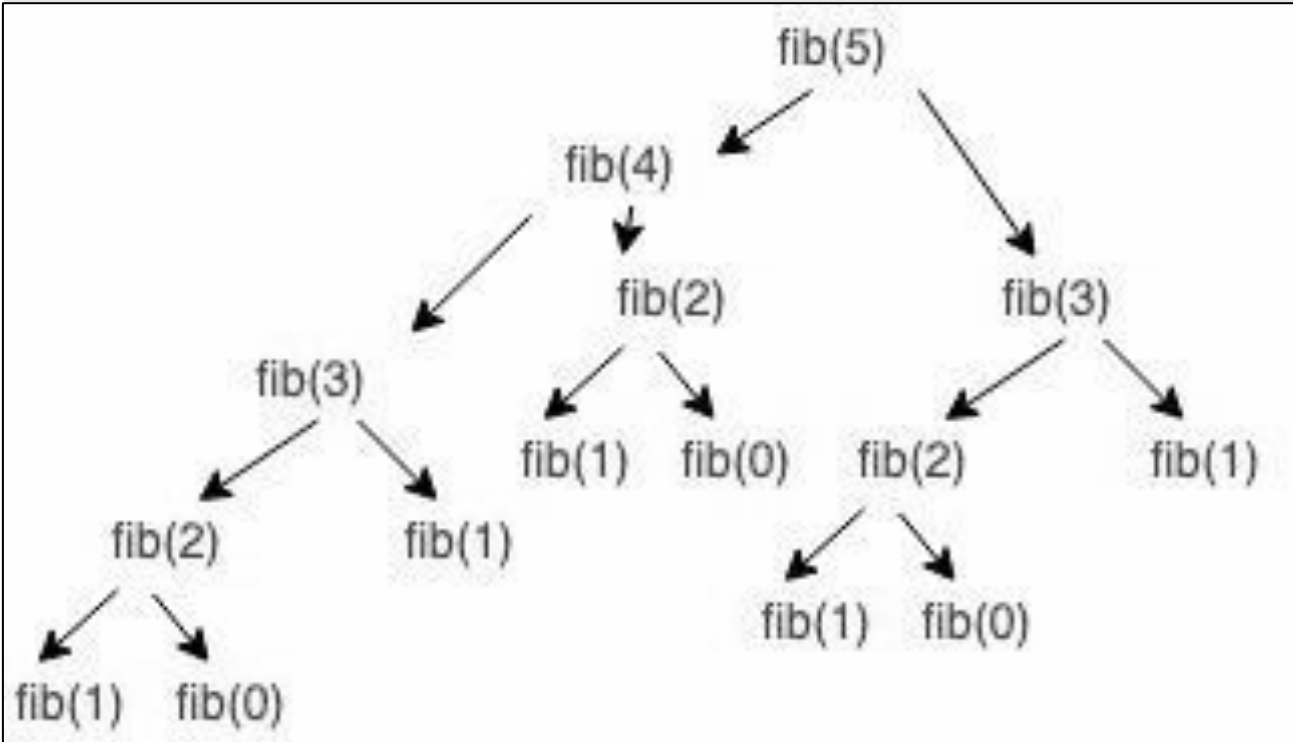 fib(5)
fib(4)
fib(2) fib(3)
fib(3)
fib(1) fib(0) fib(2) fib(1)
fib(2) fib(1)
fib(1) fib(0)
fib(1) fib(0)